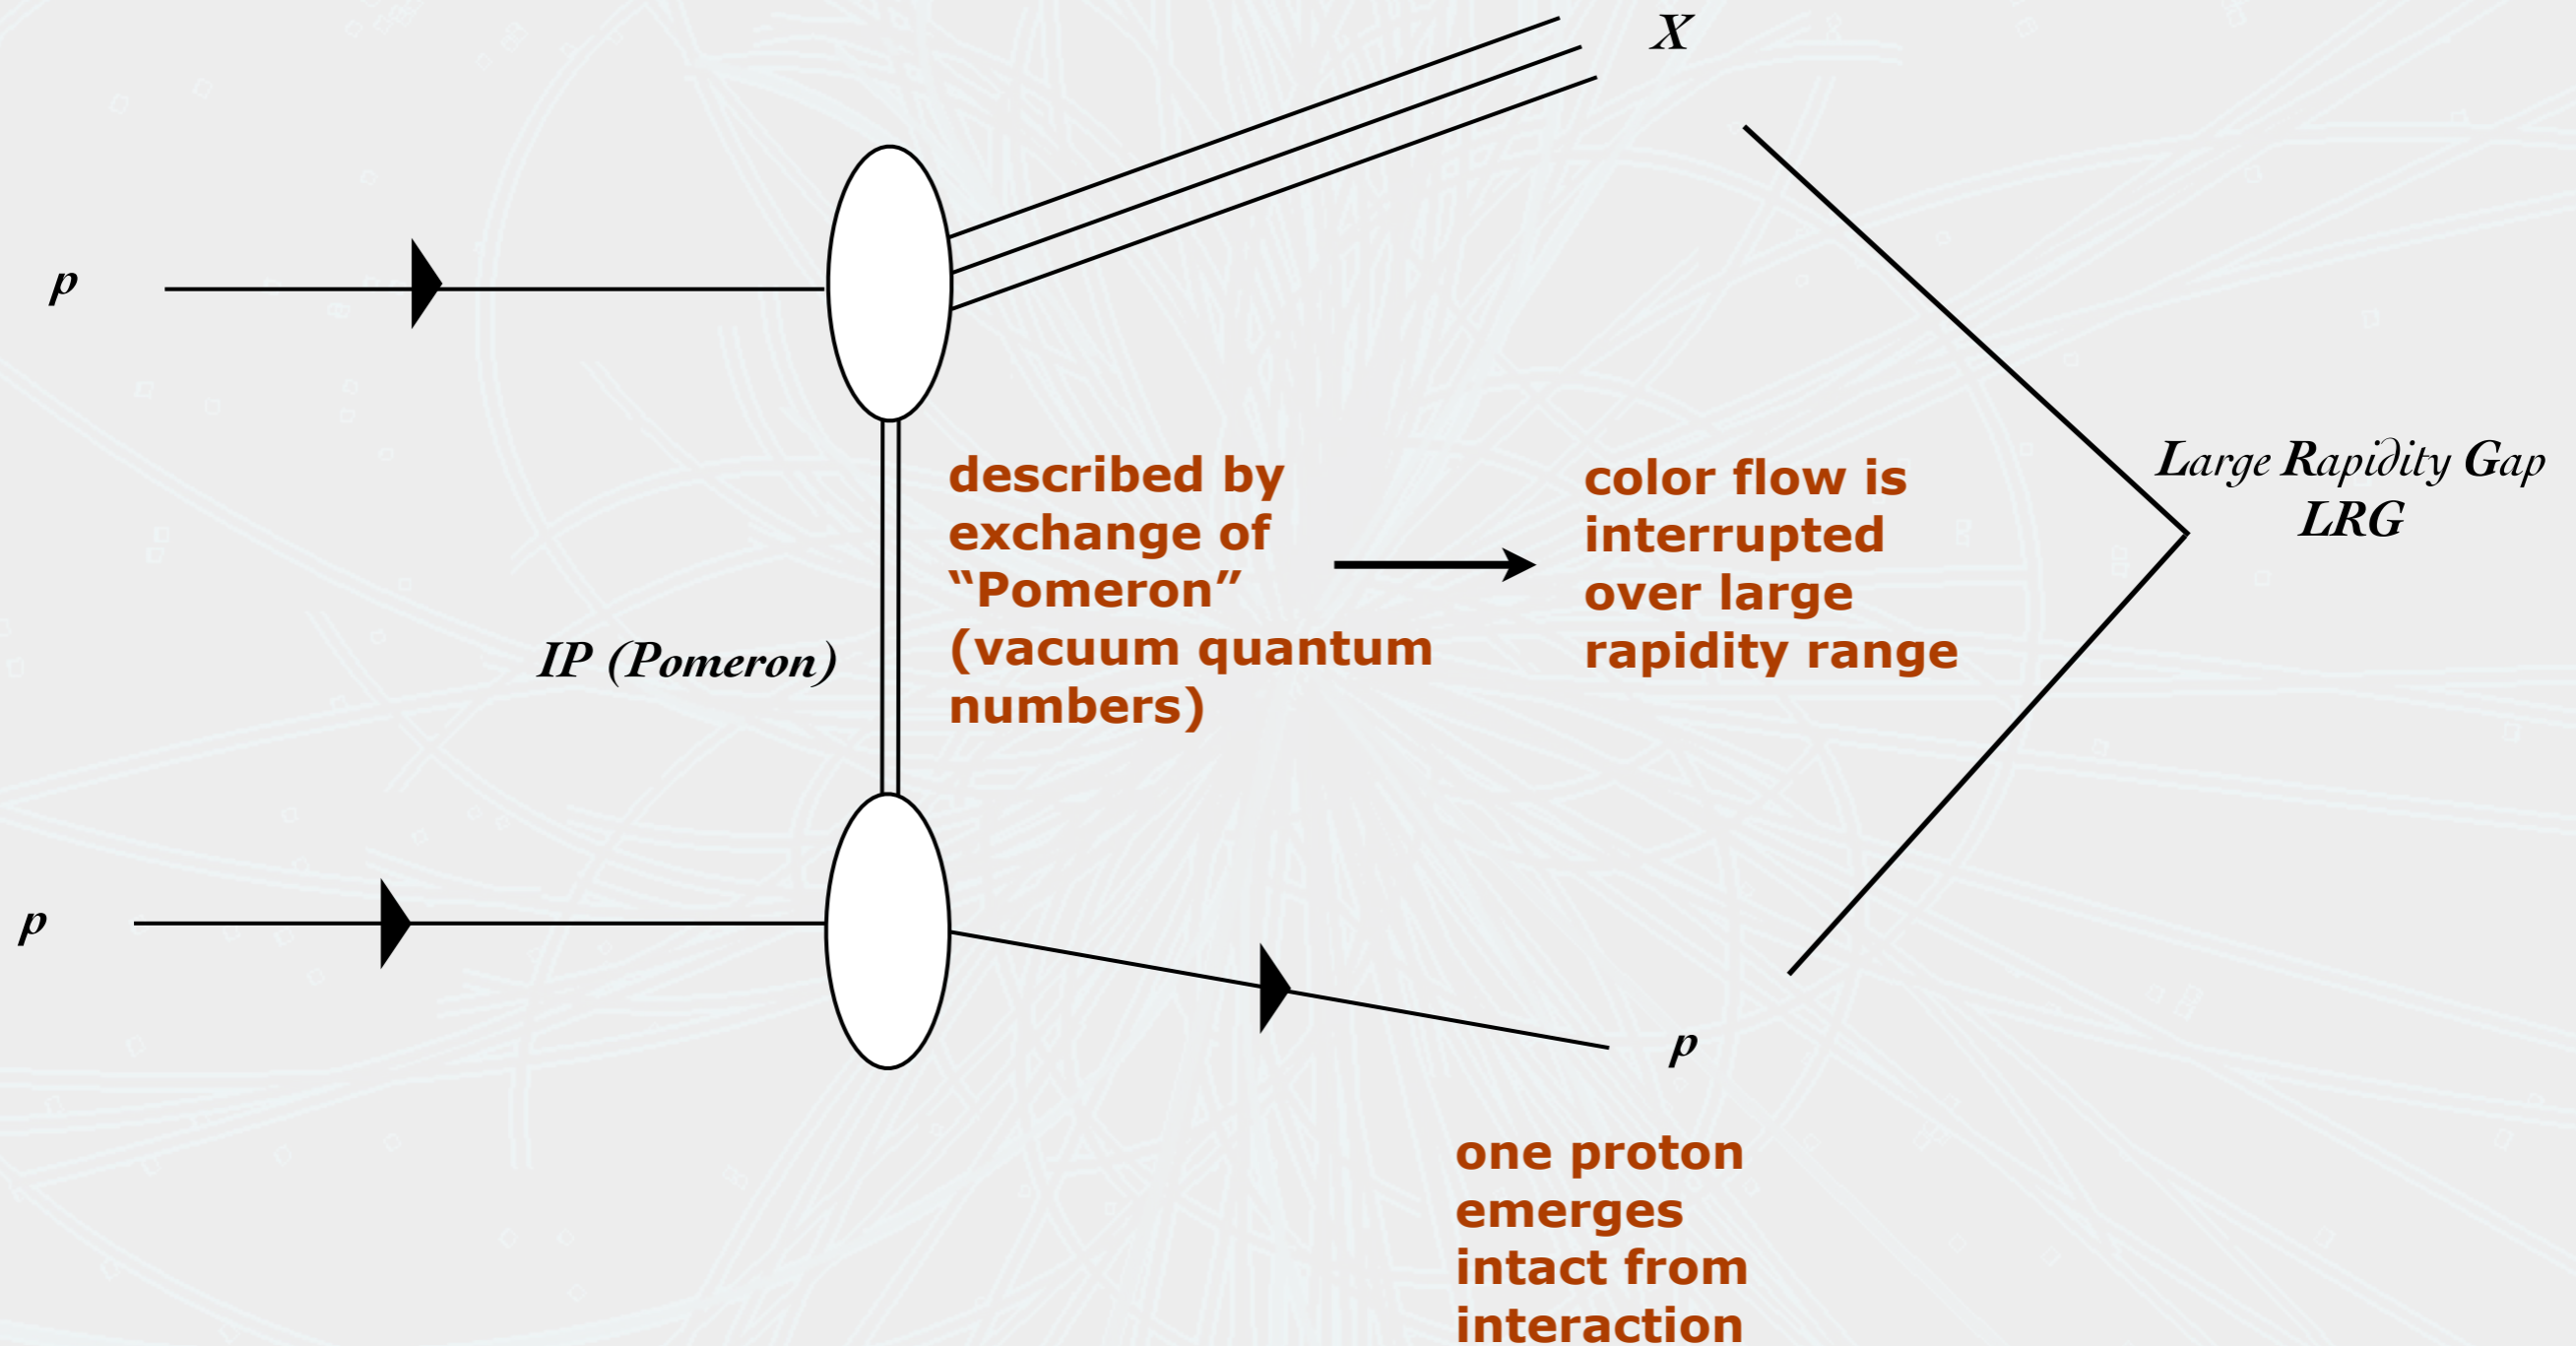 X
p
described by
exchange of
“Pomeron”
(vacuum quantum
numbers)
color flow is
interrupted
over large
rapidity range
Large Rapidity Gap
LRG
IP (Pomeron)
p
p
one proton
emerges
intact from
interaction